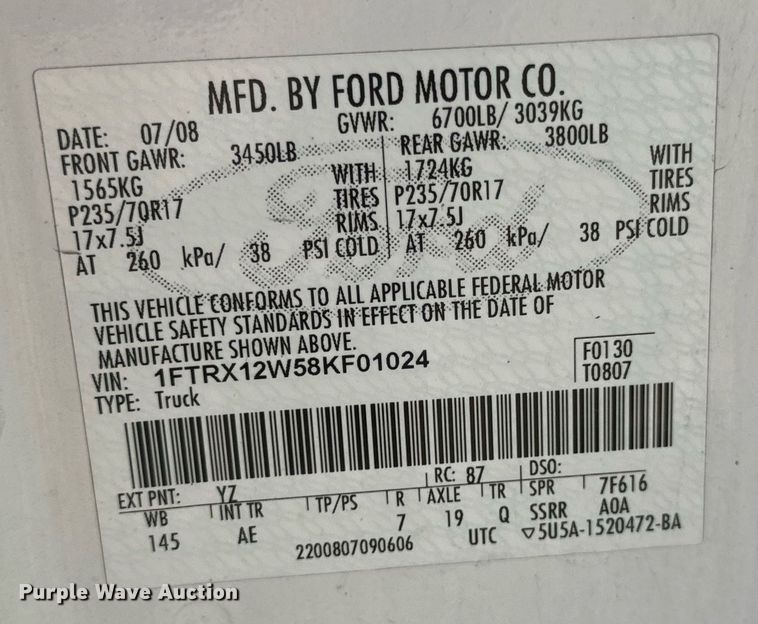 MFD. BY FORD MOTOR CO.
DATE: 07/08 GVWR: 6700LB/ 3039KG
FRONT GAWR: 3450LB REAR GAWR: 3800LB
1565KG WITH 1724KG WITH
P235/70R17 TIRES P235/70R17 TIRES
17x7.5J RIMS 17x7.5J RIMS
AT 260 kPa/ 38 PSI COLD AT 260 kPa/ 38 PSI COLD
THIS VEHICLE CONFORMS TO ALL APPLICABLE FEDERAL MOTOR
VEHICLE SAFETY STANDARDS IN EFFECT ON THE DATE OF
MANUFACTURE SHOWN ABOVE.
VIN: 1FTRX12W58KF01024 F0130
TYPE: Truck T0807
EXT PNT: YZ RC: 87 DSO:
WB INT TR TP/PS R AXLE TR SPR 7F616
145 AE 7 19 Q SSRR A0A
2200807090606 UTC ▽5U5A-1520472-BA
Ford
Purple Wave Auction